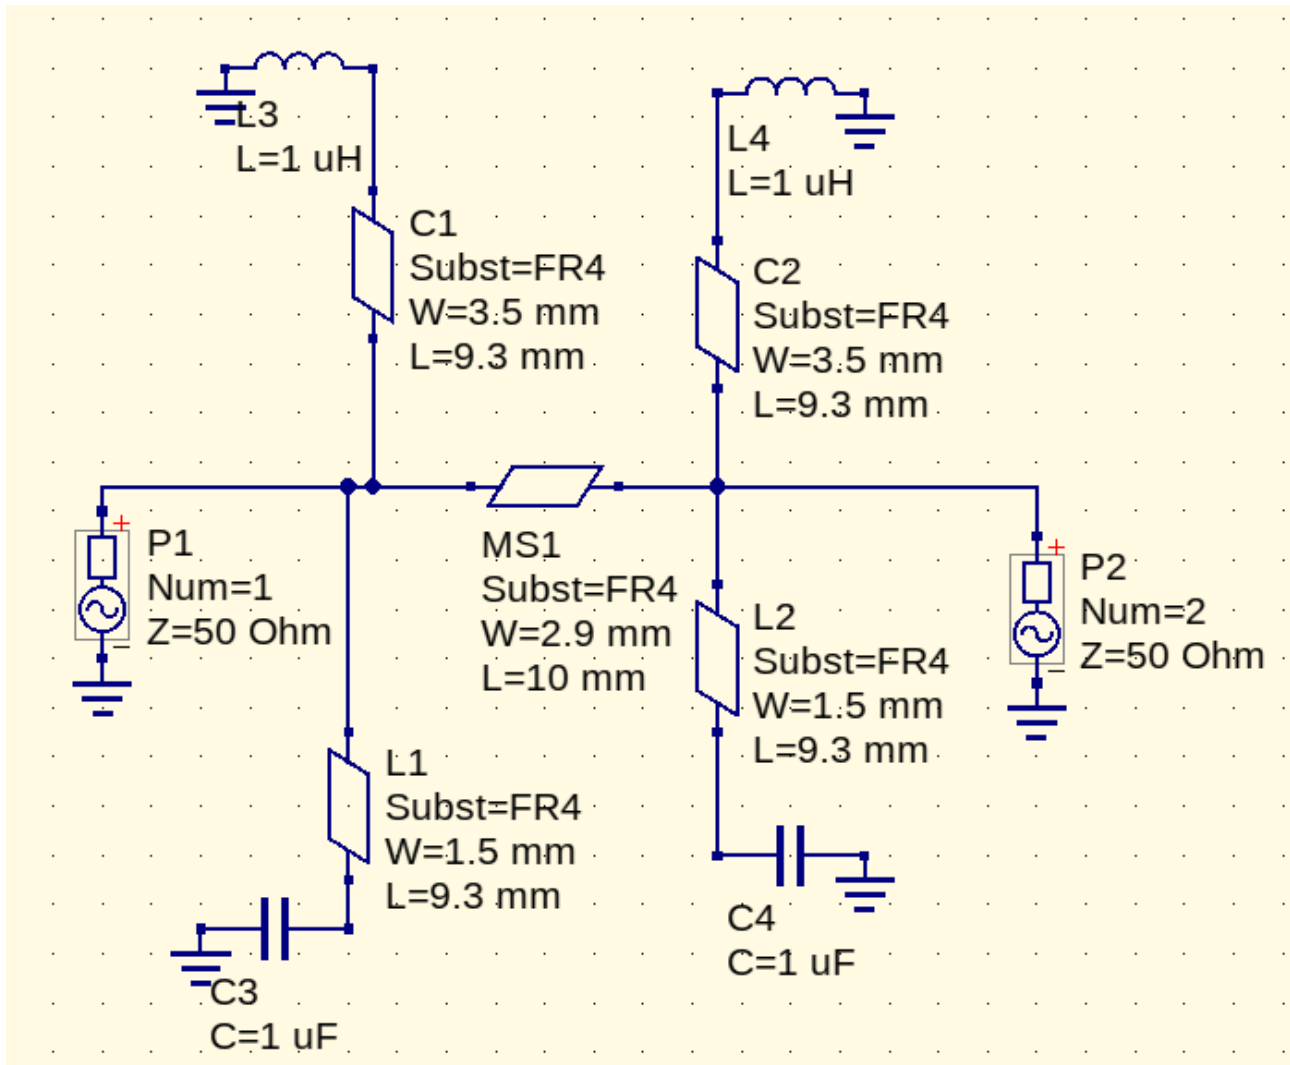 L3
L=1 uH
L4
L=1 uH
C1
Subst=FR4
W=3.5 mm
L=9.3 mm
C2
Subst=FR4
W=3.5 mm
L=9.3 mm
+
P1
Num=1
Z=50 Ohm
−
MS1
Subst=FR4
W=2.9 mm
L=10 mm
+
P2
Num=2
Z=50 Ohm
−
L2
Subst=FR4
W=1.5 mm
L=9.3 mm
L1
Subst=FR4
W=1.5 mm
L=9.3 mm
C4
C=1 uF
C3
C=1 uF